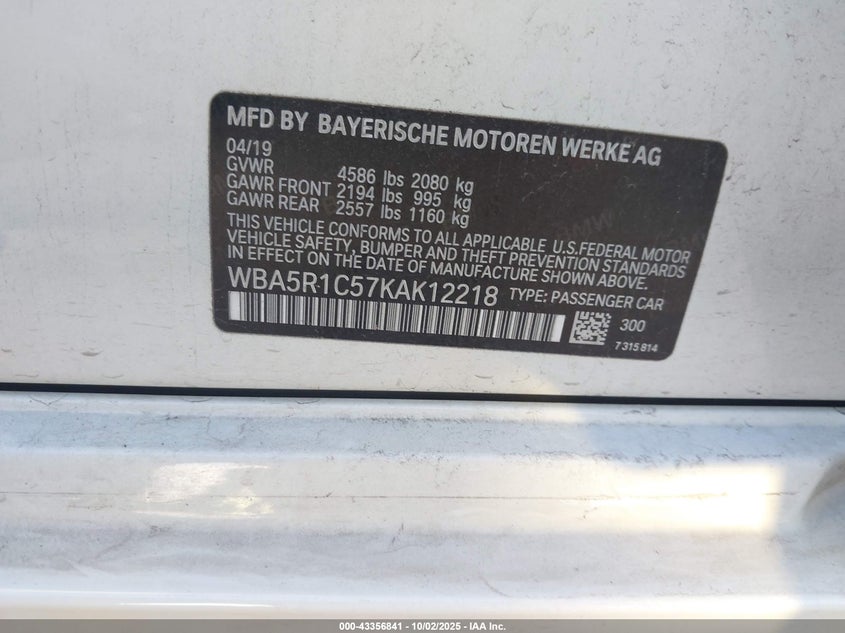 MFD BY BAYERISCHE MOTOREN WERKE AG
04/19
GVWR 4586 lbs 2080 kg
GAWR FRONT 2194 lbs 995 kg
GAWR REAR 2557 lbs 1160 kg
THIS VEHICLE CONFORMS TO ALL APPLICABLE U.S.FEDERAL MOTOR
VEHICLE SAFETY, BUMPER AND THEFT PREVENTION STANDARDS
IN EFFECT ON THE DATE OF MANUFACTURE SHOWN ABOVE.
WBA5R1C57KAK12218 TYPE: PASSENGER CAR
300
7 315 814
000-43356841 | 10/02/2025 | IAA Inc.